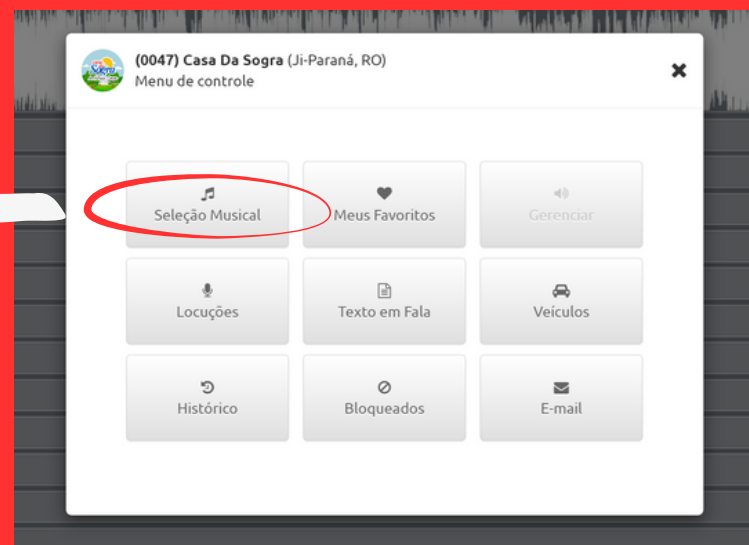 (0047) Casa Da Sogra (Ji-Paraná, RO)
Menu de controle
Seleção Musical
Meus Favoritos
Gerenciar
Locuções
Texto em Fala
Veículos
Histórico
Bloqueados
E-mail